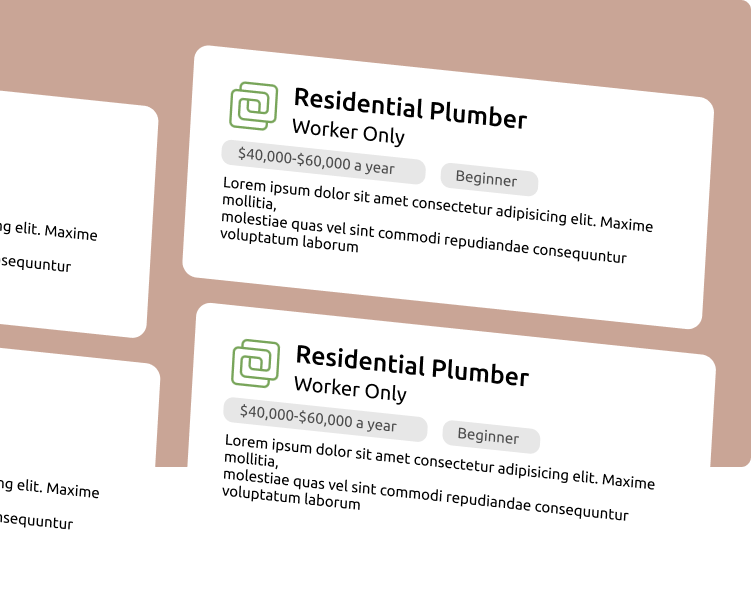 Residential Plumber
Worker Only
$40,000-$60,000 a year
Beginner
Lorem ipsum dolor sit amet consectetur adipisicing elit. Maxime
mollitia,
molestiae quas vel sint commodi repudiandae consequuntur
voluptatum laborum
elit. Maxime
Residential Plumber
Worker Only
$40,000-$60,000 a year
Beginner
Lorem ipsum dolor sit amet consectetur adipisicing elit. Maxime
mollitia,
molestiae quas vel sint commodi repudiandae consequuntur
voluptatum laborum
elit. Maxime